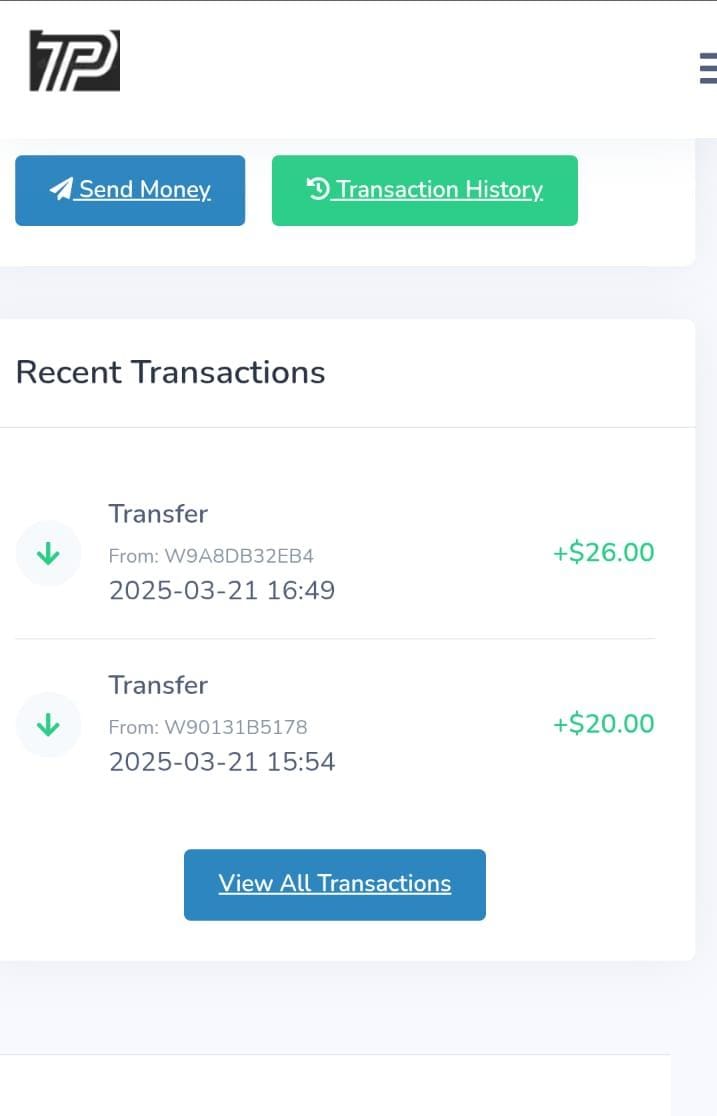 TP
Send Money
Transaction History
Recent Transactions
Transfer
From: W9A8DB32EB4
2025-03-21 16:49
+$26.00
Transfer
From: W90131B5178
2025-03-21 15:54
+$20.00
View All Transactions